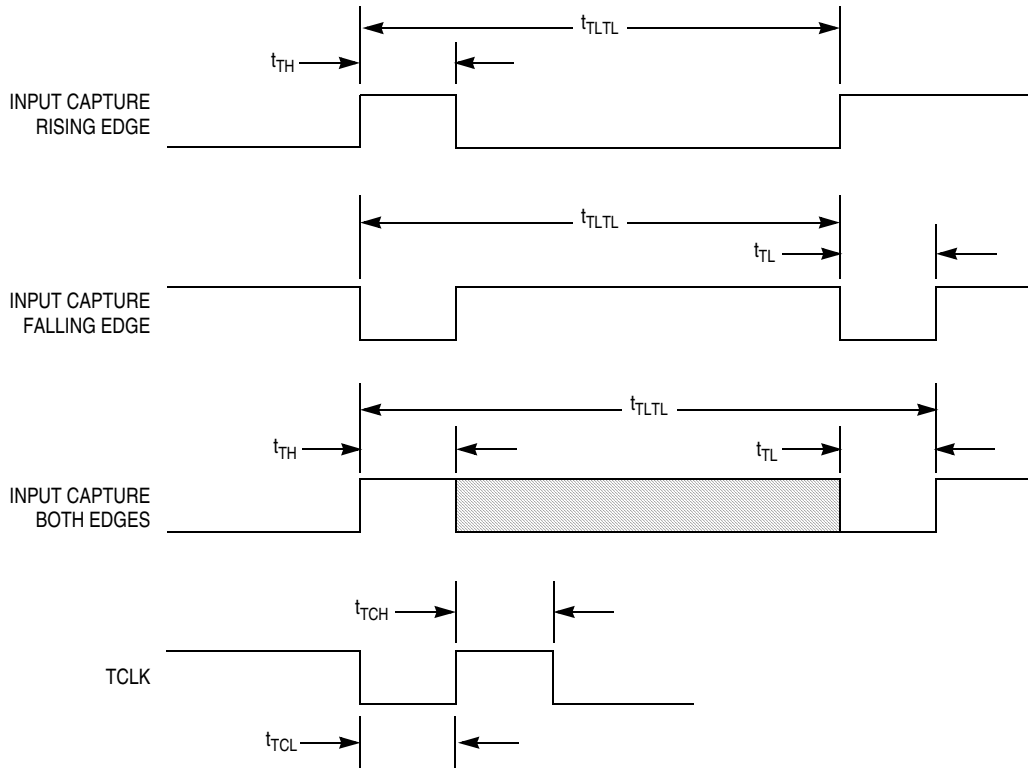 tTLTL
tTH
INPUT CAPTURE
RISING EDGE
tTLTL
tTL
INPUT CAPTURE
FALLING EDGE
tTLTL
tTH
tTL
INPUT CAPTURE
BOTH EDGES
tTCH
TCLK
tTCL